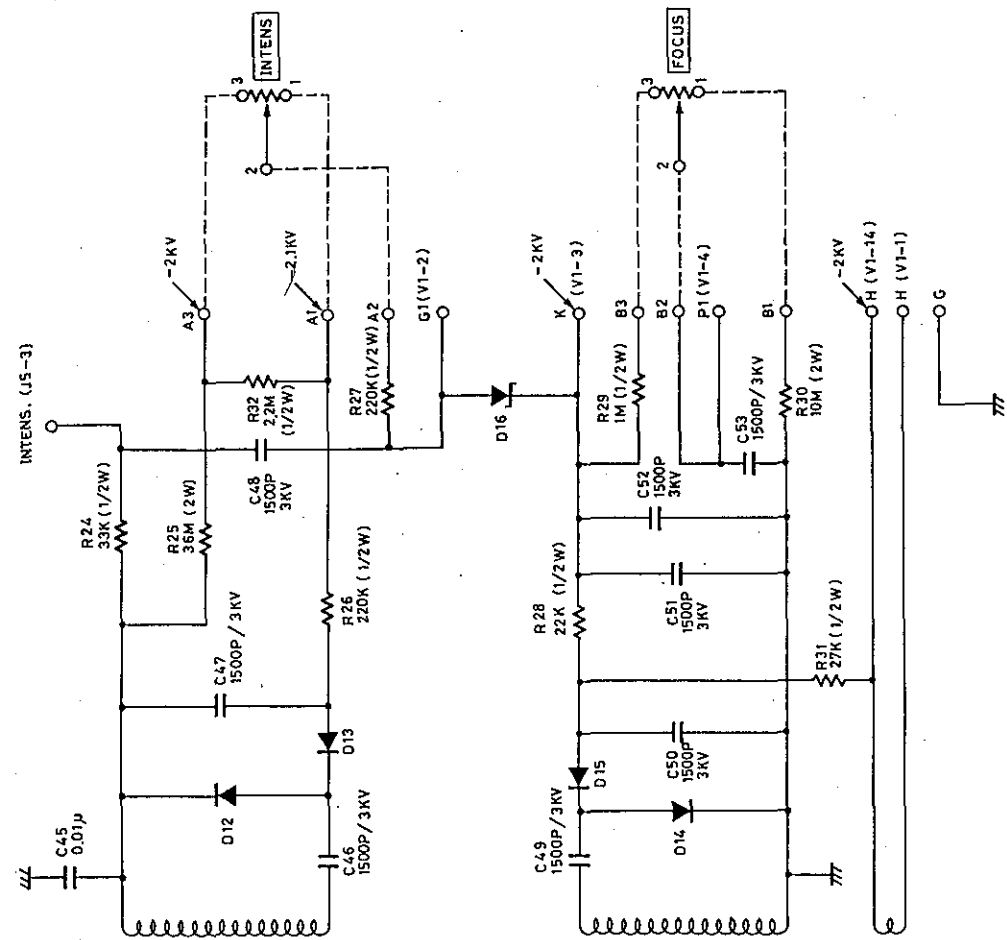 INTENS. (J5-3)
C45
0.01μ
R24
33K (1/2W)
R25
36M (2W)
C47
1500P/3KV
D12
D13
C46
1500P/3KV
R26
220K (1/2W)
C48
1500P
3KV
R32
2.2M
(1/2W)
R27
220K(1/2W)
A3
-2KV
A1
-2.1KV
A2
G1(V1-2)
3
INTENS
1
2
D16
K
-2KV
(V1-3)
R29
1M (1/2W)
B3
B2
P1 (V1-4)
B1
3
FOCUS
1
2
C49
1500P/3KV
D15
D14
C50
1500P
3KV
R28
22K (1/2W)
C51
1500P
3KV
C52
1500P
3KV
C53
1500P/3KV
R30
10M (2W)
R31
27K(1/2W)
-2KV
H (V1-14)
H (V1-1)
G